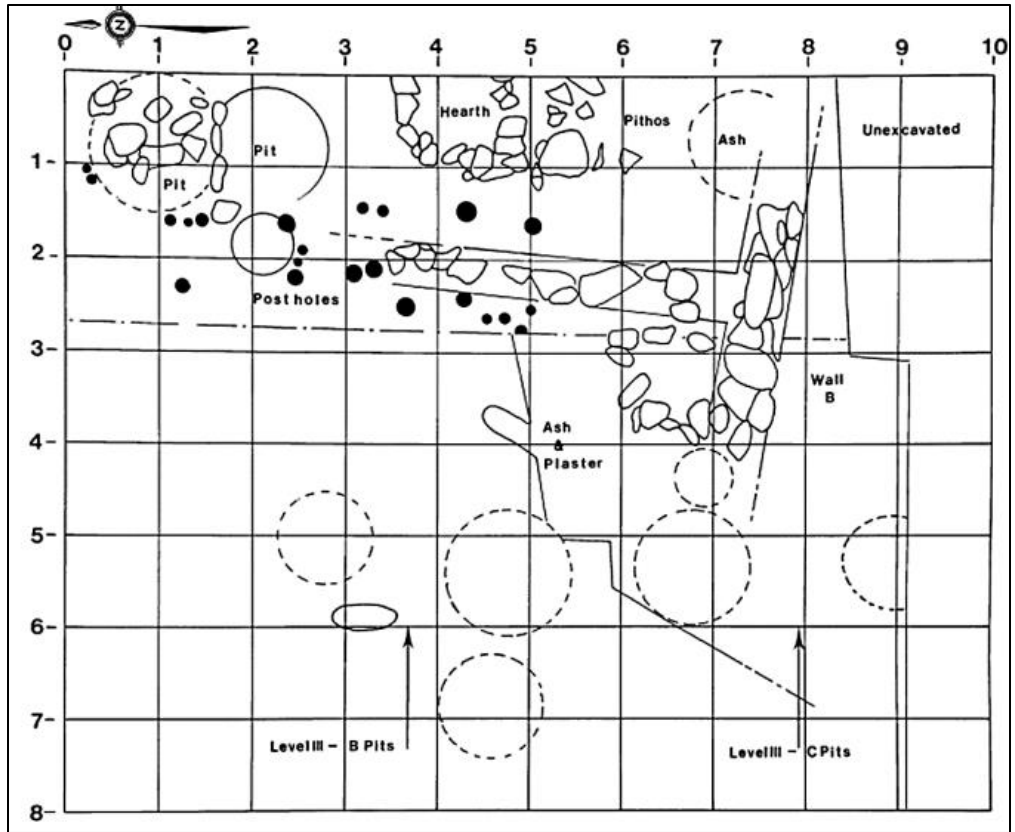 Z
0 1 2 3 4 5 6 7 8 9 10
Hearth
Pithos
Ash
Unexcavated
Pit
1-
Pit
2-
Post holes
3-
Wall
B
Ash
&
Plaster
4-
5-
6-
7-
Level III - B Pits
Level III - C Pits
8-